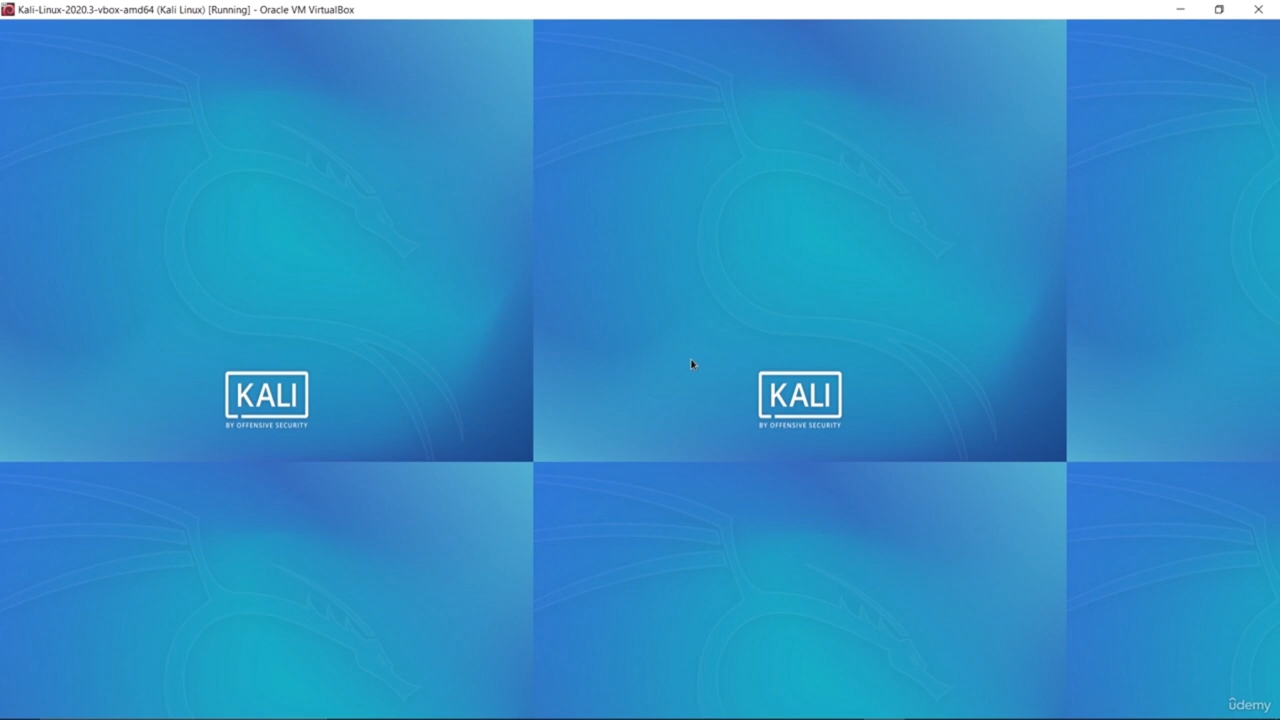 Kali-Linux-2020.3-vbox-amd64 (Kali Linux) [Running] - Oracle VM VirtualBox
KALI
BY OFFENSIVE SECURITY
KALI
BY OFFENSIVE SECURITY
ûdemy